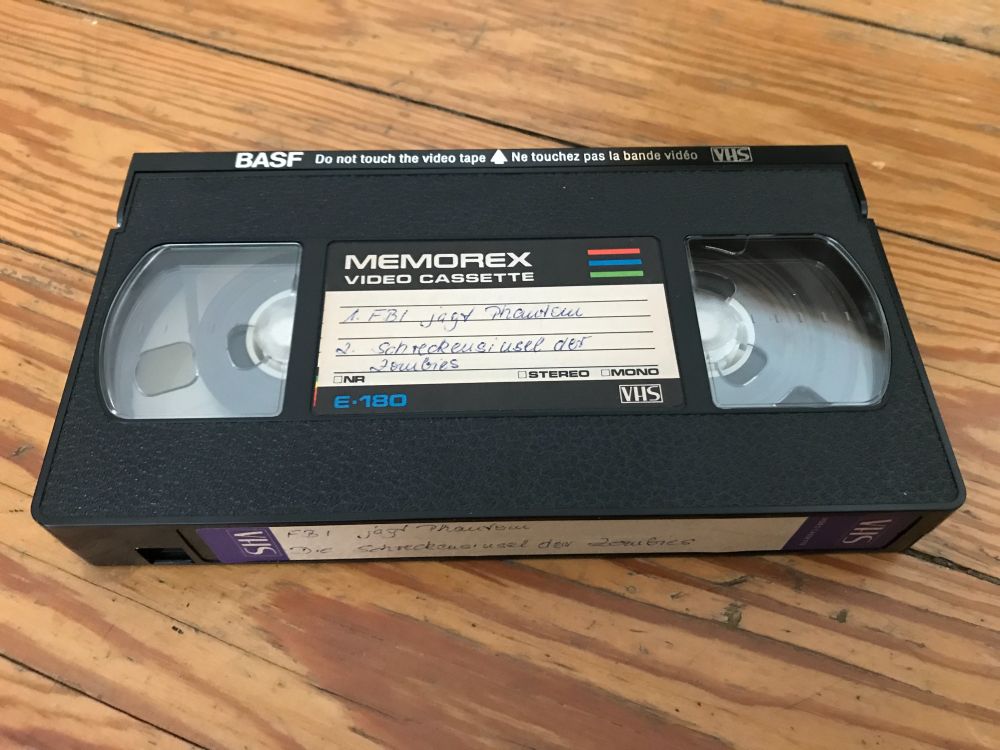 BASF Do not touch the video tape Ne touchez pas la bande vidéo VHS
MEMOREX
VIDEO CASSETTE
1. FBI jagt Phantom
2. Schreckensinsel der
Zombies
NR STEREO MONO
E-180 VHS
VHS FBI jagt Phantom VHS
Die Schreckensinsel der Zombies